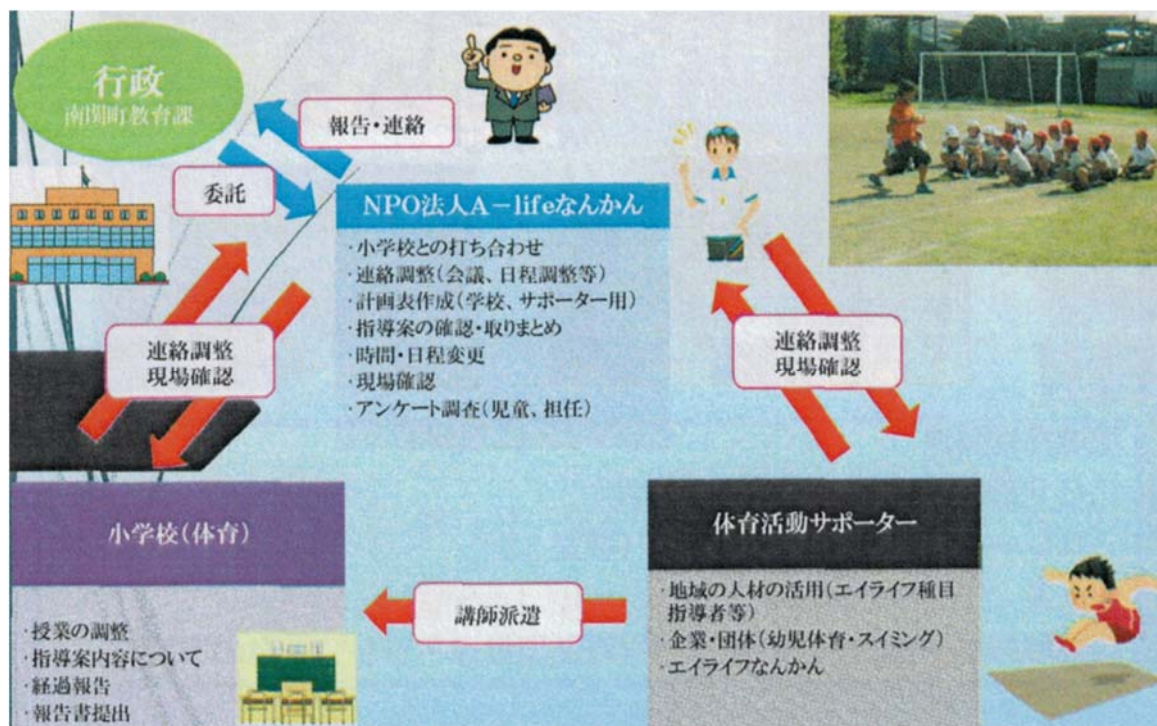 行政
南関町教育課
報告・連絡
委託
NPO法人A-lifeなんかん
・小学校との打ち合わせ
・連絡調整(会議、日程調整等)
・計画表作成(学校、サポーター用)
・指導案の確認・取りまとめ
・時間・日程変更
・現場確認
・アンケート調査(児童、担任)
連絡調整
現場確認
連絡調整
現場確認
小学校(体育)
・授業の調整
・指導案内容について
・経過報告
・報告書提出
講師派遣
体育活動サポーター
・地域の人材の活用(エイライフ種目
指導者等)
・企業・団体(幼児体育・スイミング)
・エイライフなんかん